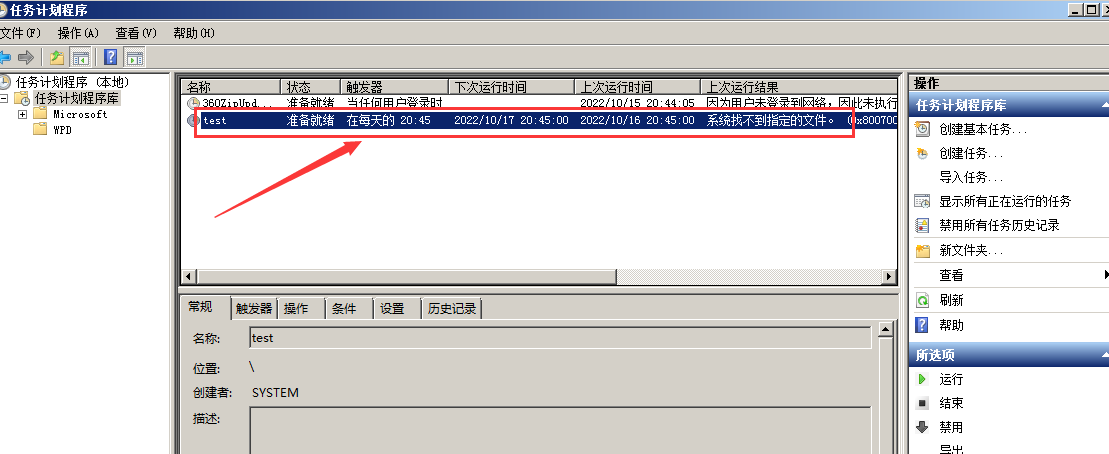 任务计划程序
文件(F) 操作(A) 查看(V) 帮助(H)
任务计划程序 (本地)
任务计划程序库
Microsoft
WPD
名称 状态 触发器 下次运行时间 上次运行时间 上次运行结果
360ZipUpd... 准备就绪 当任何用户登录时 2022/10/15 20:44:05 因为用户未登录到网络，因此未执行
test 准备就绪 在每天的 20:45 2022/10/17 20:45:00 2022/10/16 20:45:00 系统找不到指定的文件。 (0x800700
常规 触发器 操作 条件 设置 历史记录
名称: test
位置: \
创建者: SYSTEM
描述:
操作
任务计划程序库
创建基本任务...
创建任务...
导入任务...
显示所有正在运行的任务
禁用所有任务历史记录
新文件夹...
查看
刷新
帮助
所选项
运行
结束
禁用
导出